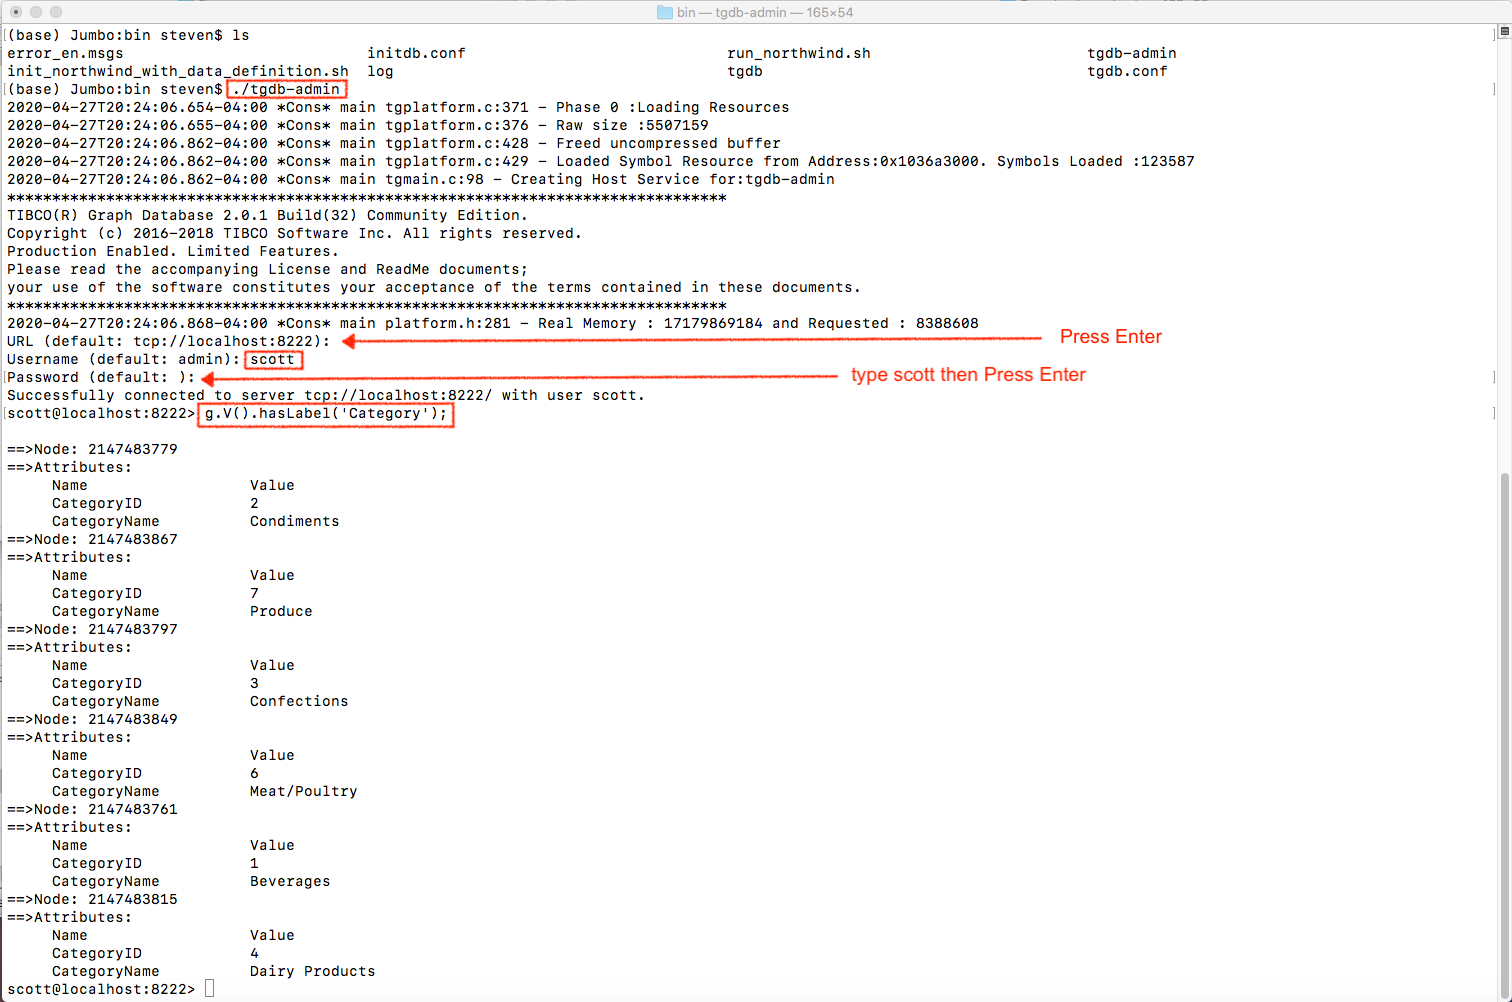 bin — tgdb-admin — 165×54
(base) Jumbo:bin steven$ ls
error_en.msgs initdb.conf run_northwind.sh tgdb-admin
init_northwind_with_data_definition.sh log tgdb tgdb.conf
(base) Jumbo:bin steven$ ./tgdb-admin
2020-04-27T20:24:06.654-04:00 *Cons* main tgplatform.c:371 - Phase 0 :Loading Resources
2020-04-27T20:24:06.655-04:00 *Cons* main tgplatform.c:376 - Raw size :5507159
2020-04-27T20:24:06.862-04:00 *Cons* main tgplatform.c:428 - Freed uncompressed buffer
2020-04-27T20:24:06.862-04:00 *Cons* main tgplatform.c:429 - Loaded Symbol Resource from Address:0x1036a3000. Symbols Loaded :123587
2020-04-27T20:24:06.862-04:00 *Cons* main tgmain.c:98 - Creating Host Service for:tgdb-admin
********************************************************************************
TIBCO(R) Graph Database 2.0.1 Build(32) Community Edition.
Copyright (c) 2016-2018 TIBCO Software Inc. All rights reserved.
Production Enabled. Limited Features.
Please read the accompanying License and ReadMe documents;
your use of the software constitutes your acceptance of the terms contained in these documents.
********************************************************************************
2020-04-27T20:24:06.868-04:00 *Cons* main platform.h:281 - Real Memory : 17179869184 and Requested : 8388608
URL (default: tcp://localhost:8222): Press Enter
Username (default: admin): scott
Password (default: ): type scott then Press Enter
Successfully connected to server tcp://localhost:8222/ with user scott.
scott@localhost:8222> g.V().hasLabel('Category');
==>Node: 2147483779
==>Attributes:
Name Value
CategoryID 2
CategoryName Condiments
==>Node: 2147483867
==>Attributes:
Name Value
CategoryID 7
CategoryName Produce
==>Node: 2147483797
==>Attributes:
Name Value
CategoryID 3
CategoryName Confections
==>Node: 2147483849
==>Attributes:
Name Value
CategoryID 6
CategoryName Meat/Poultry
==>Node: 2147483761
==>Attributes:
Name Value
CategoryID 1
CategoryName Beverages
==>Node: 2147483815
==>Attributes:
Name Value
CategoryID 4
CategoryName Dairy Products
scott@localhost:8222>